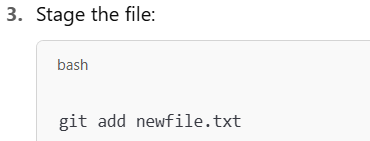 3. Stage the file:
bash
git add newfile.txt